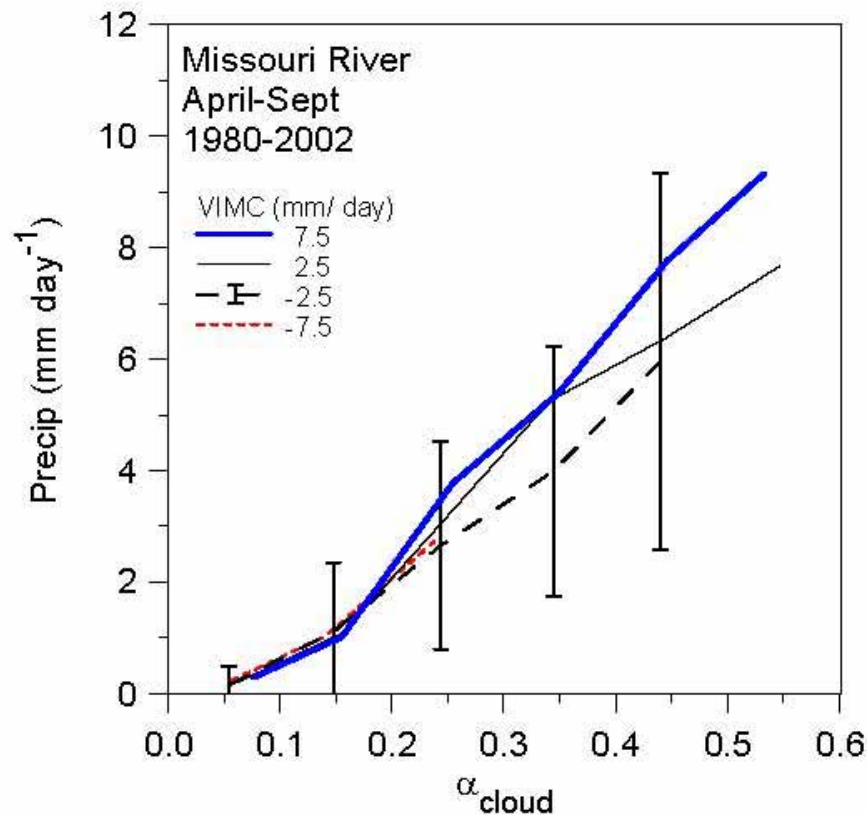 12
10
8
6
4
2
0
Precip (mm day⁻¹)
Missouri River
April-Sept
1980-2002
VIMC (mm/ day)
7.5
2.5
-2.5
-7.5
0.0 0.1 0.2 0.3 0.4 0.5 0.6
α cloud